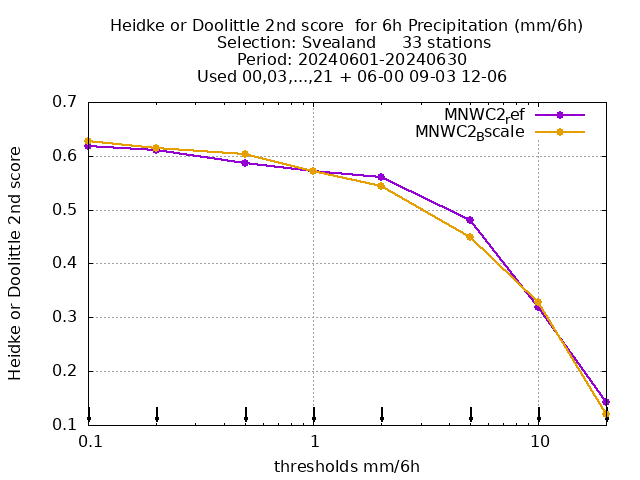 Heidke or Doolittle 2nd score  for 6h Precipitation (mm/6h)
Selection: Svealand     33 stations
Period: 20240601-20240630
Used 00,03,...,21 + 06-00 09-03 12-06
MNWC2ref
MNWC2Bscale
Heidke or Doolittle 2nd score
0.7
0.6
0.5
0.4
0.3
0.2
0.1
0.1
1
10
thresholds mm/6h